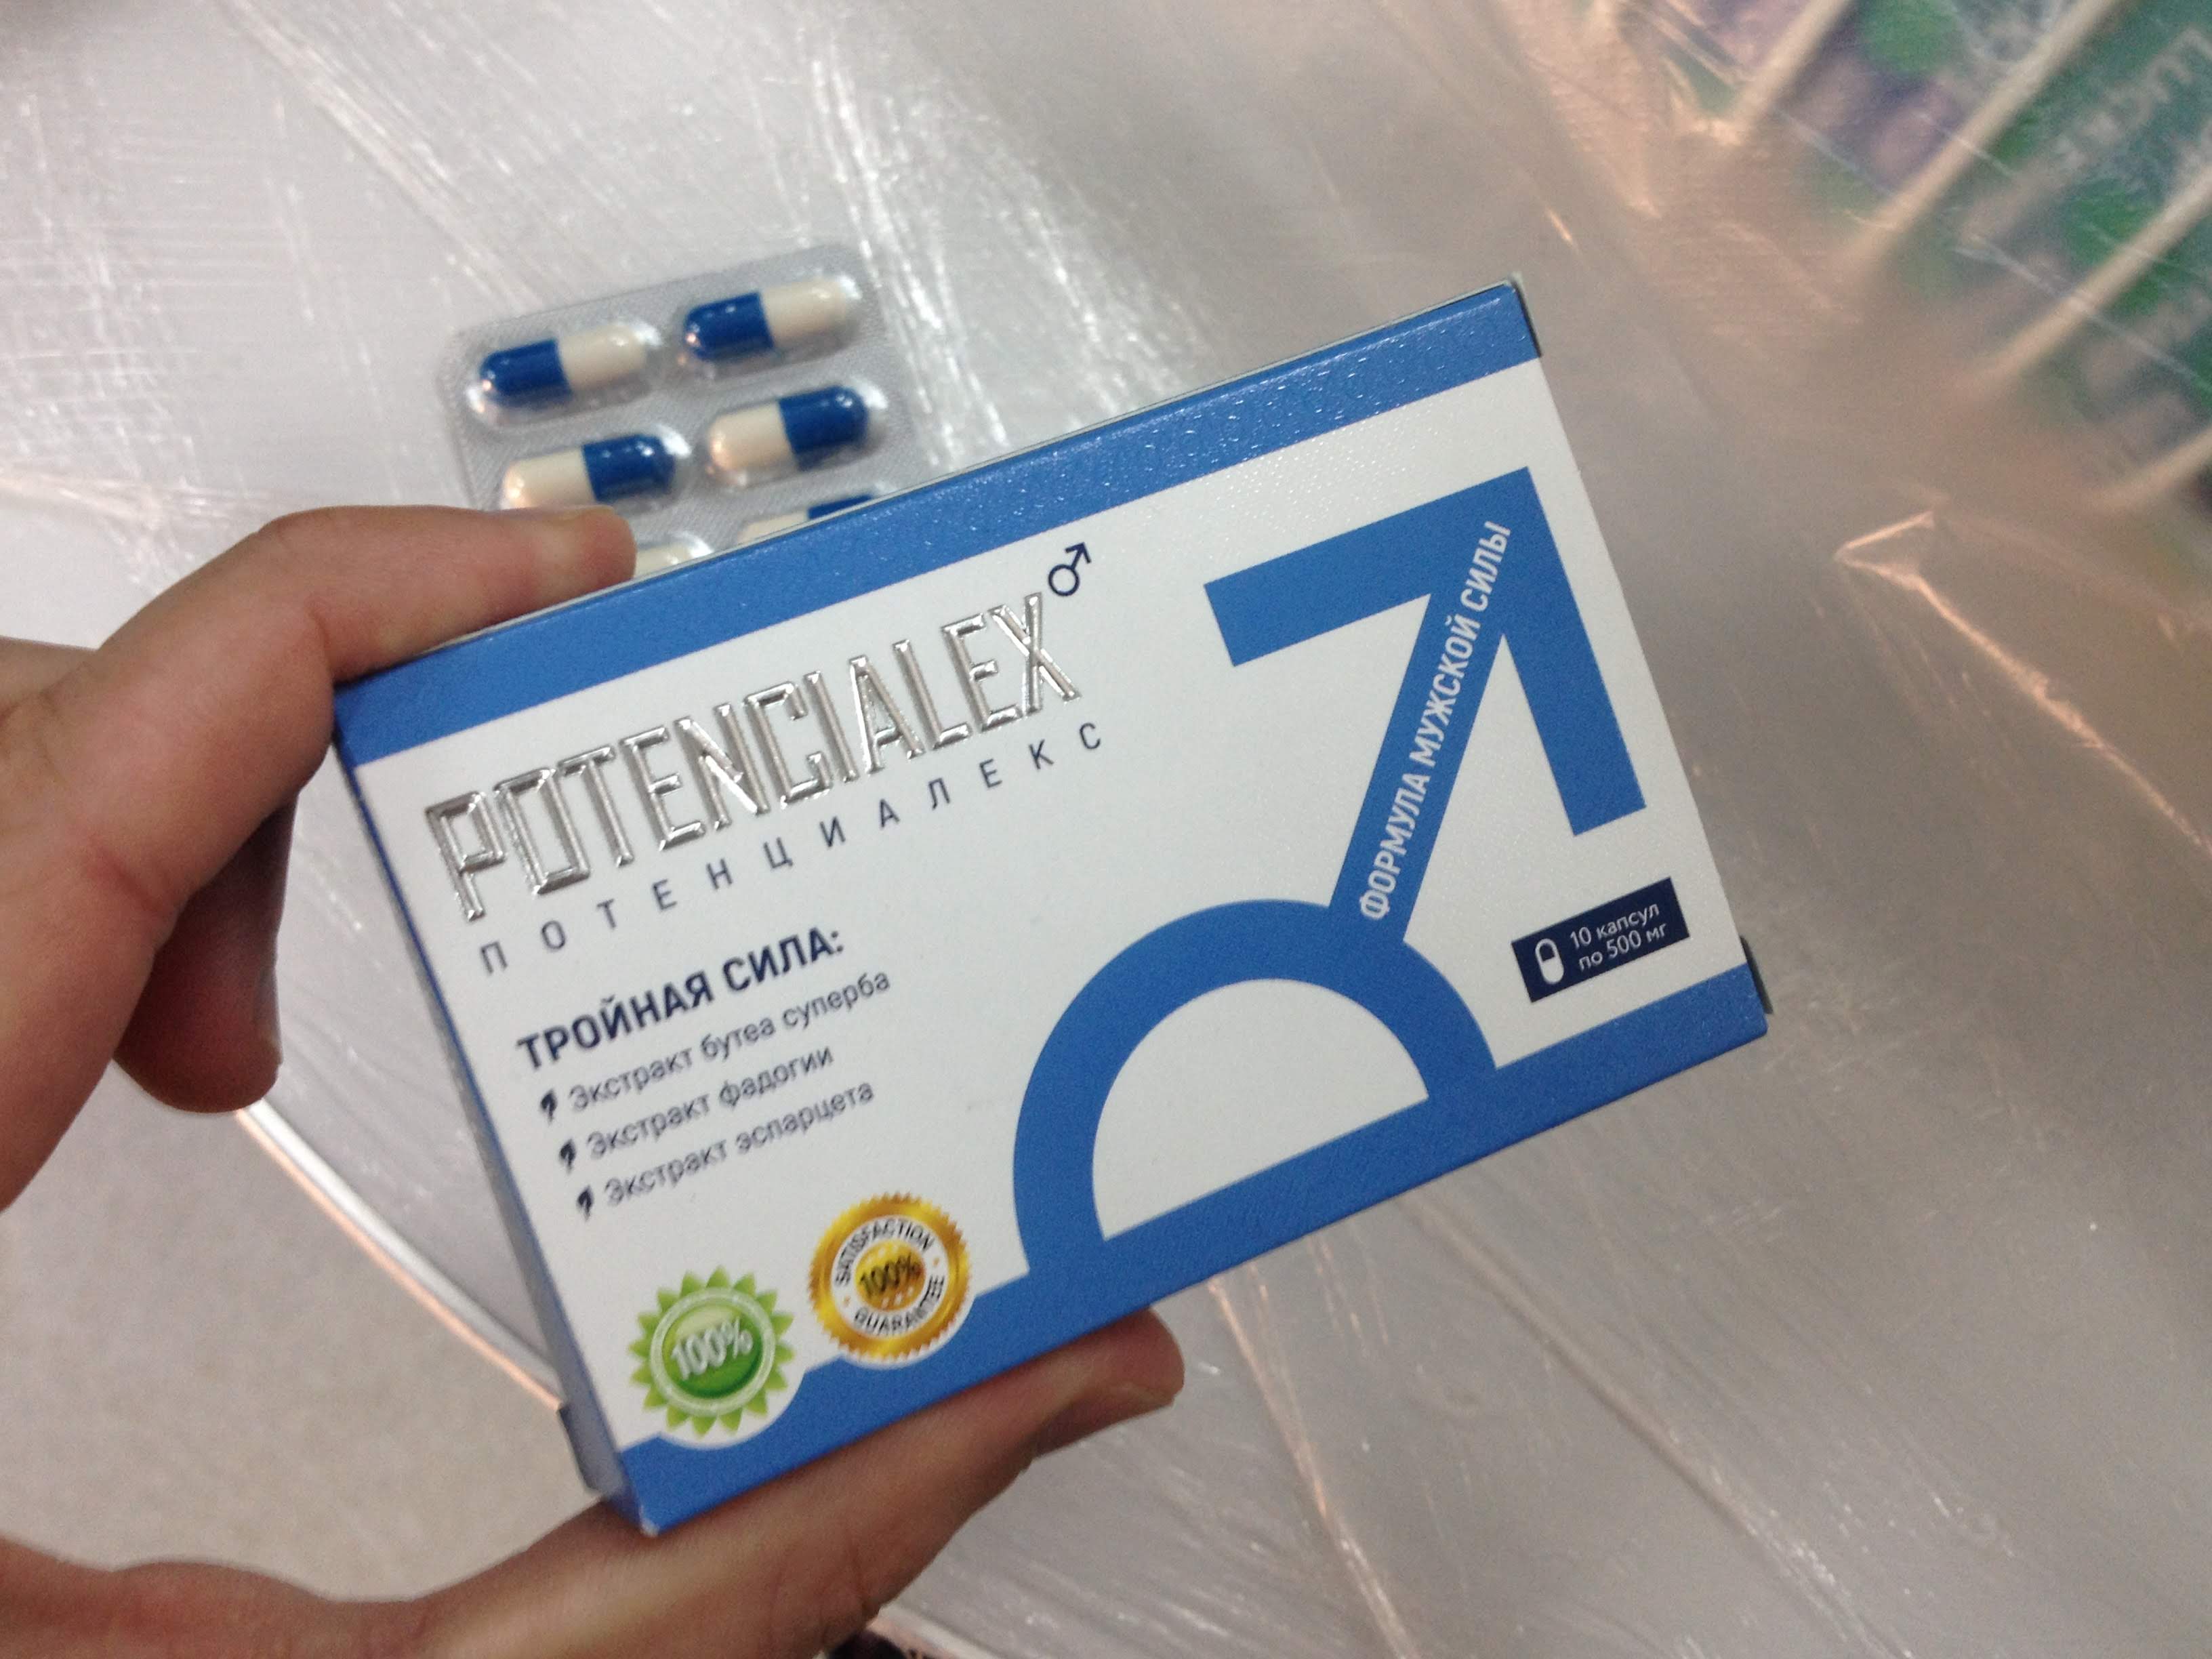 POTENCIALEX
ПОТЕНЦИАЛЕКС
ТРОЙНАЯ СИЛА:
Экстракт бутеа суперба
Экстракт фадогии
Экстракт эспарцета
ФОРМУЛА МУЖСКОЙ СИЛЫ
10 капсул
по 500 мг
100%
SATISFACTION
100%
GUARANTEE